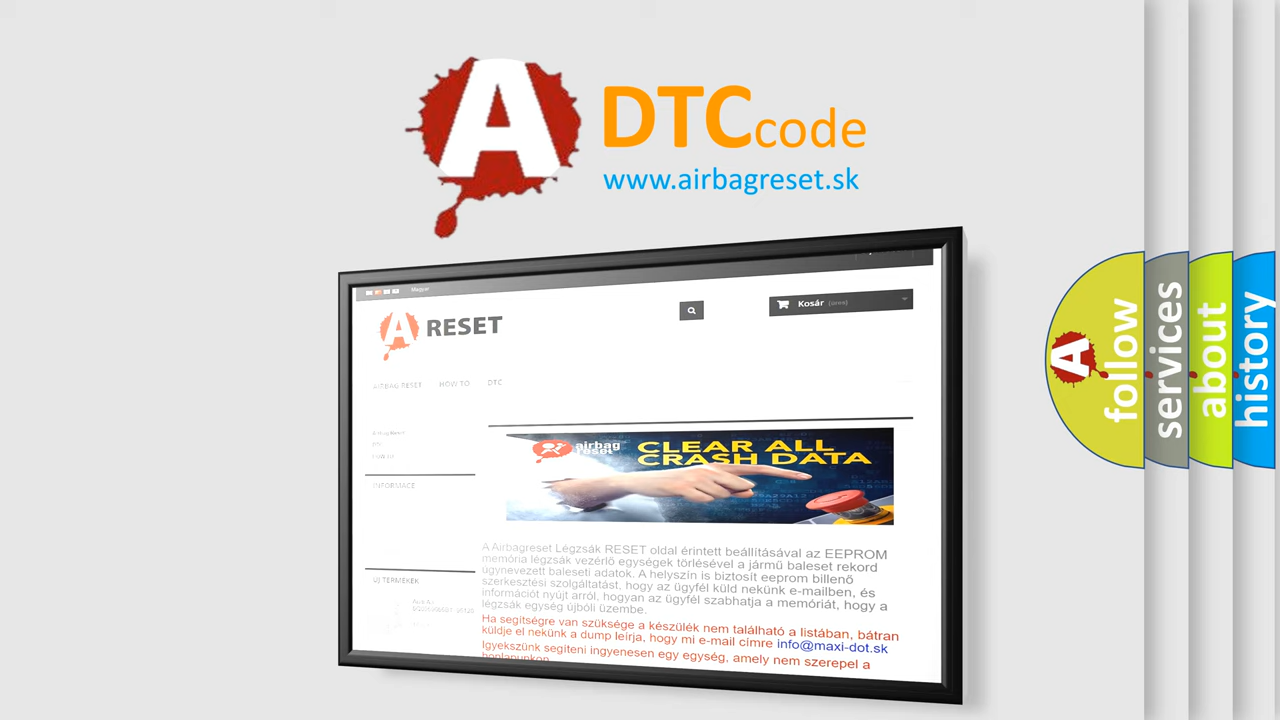 A DTCcode
www.airbagreset.sk
Magyar
A RESET
Kosár (üres)
AIRBAG RESET HOW TO DTC
INFORMACE
ÚJ TERMÉKEK
airbag
reset
CLEAR ALL
CRASH DATA
A Airbagreset Légzsák RESET oldal érintett beállításával az EEPROM
memória légzsák vezérlő egységek törlésével a jármű baleset rekord
úgynevezett baleseti adatok. A helyszín is biztosít eeprom billenő
szerkesztési szolgáltatást, hogy az ügyfél küld nekünk e-mailben, és
információt nyújt arról, hogyan az ügyfél szabhatja a memóriát, hogy a
légzsák egység újbóli üzembe.
Ha segítségre van szüksége a készülék nem található a listában, bátran
küldje el nekünk a dump leírja, hogy mi e-mail címre info@maxi-dot.sk
Igyekszünk segíteni ingyenesen egy egység, amely nem szerepel a
honlapunkon
A follow
services
about
history